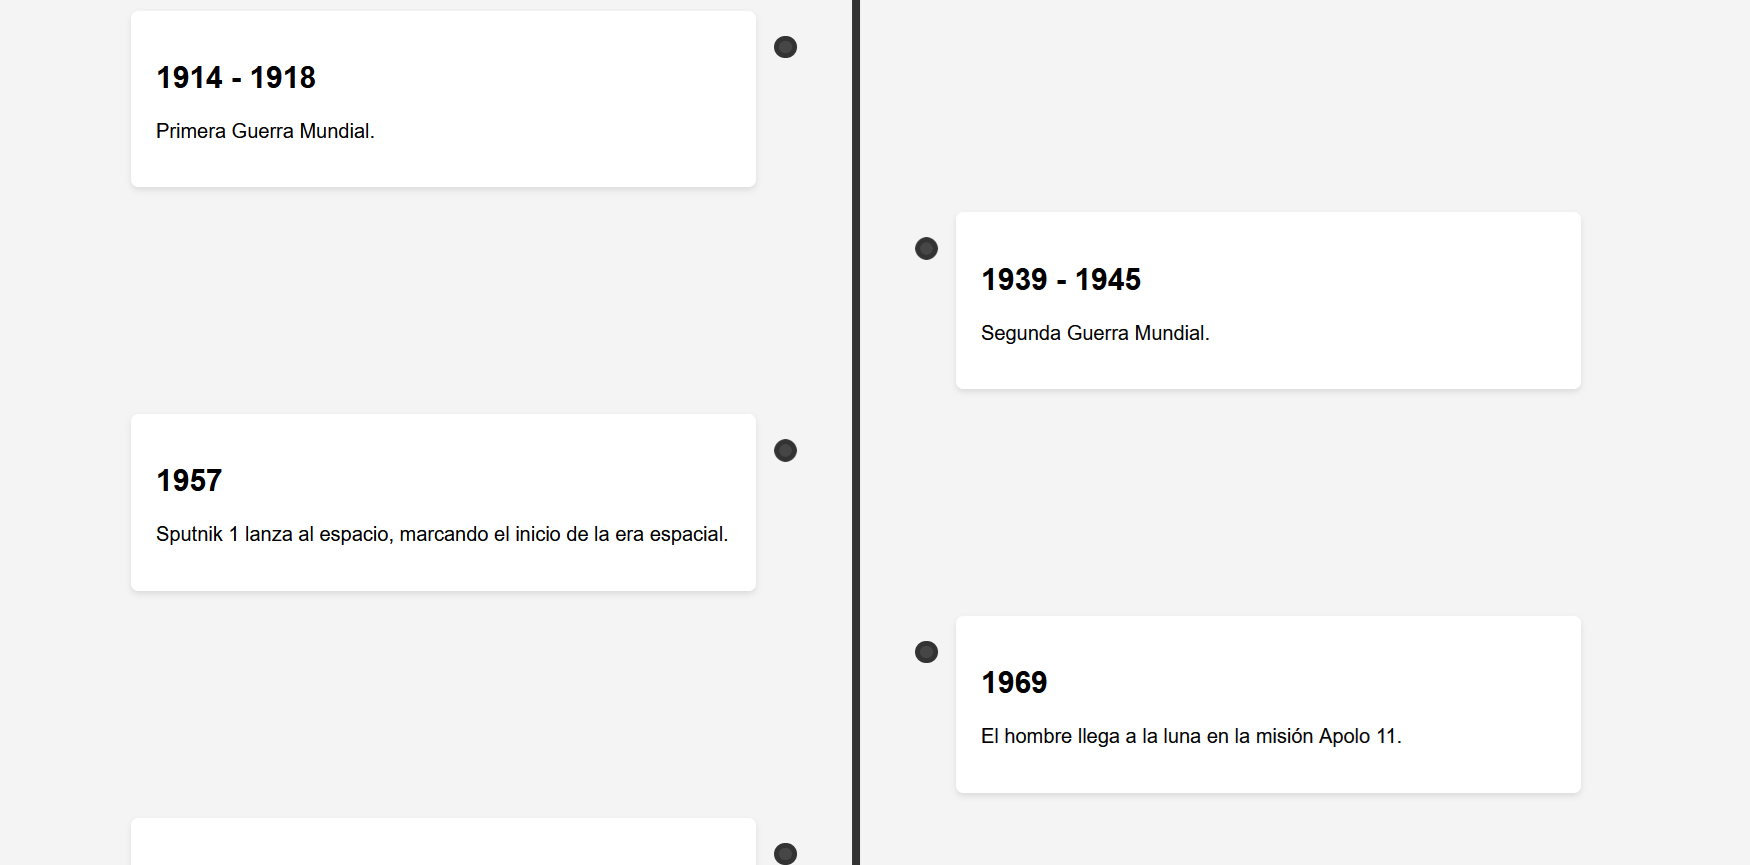 1914 - 1918
Primera Guerra Mundial.
1939 - 1945
Segunda Guerra Mundial.
1957
Sputnik 1 lanza al espacio, marcando el inicio de la era espacial.
1969
El hombre llega a la luna en la misión Apolo 11.